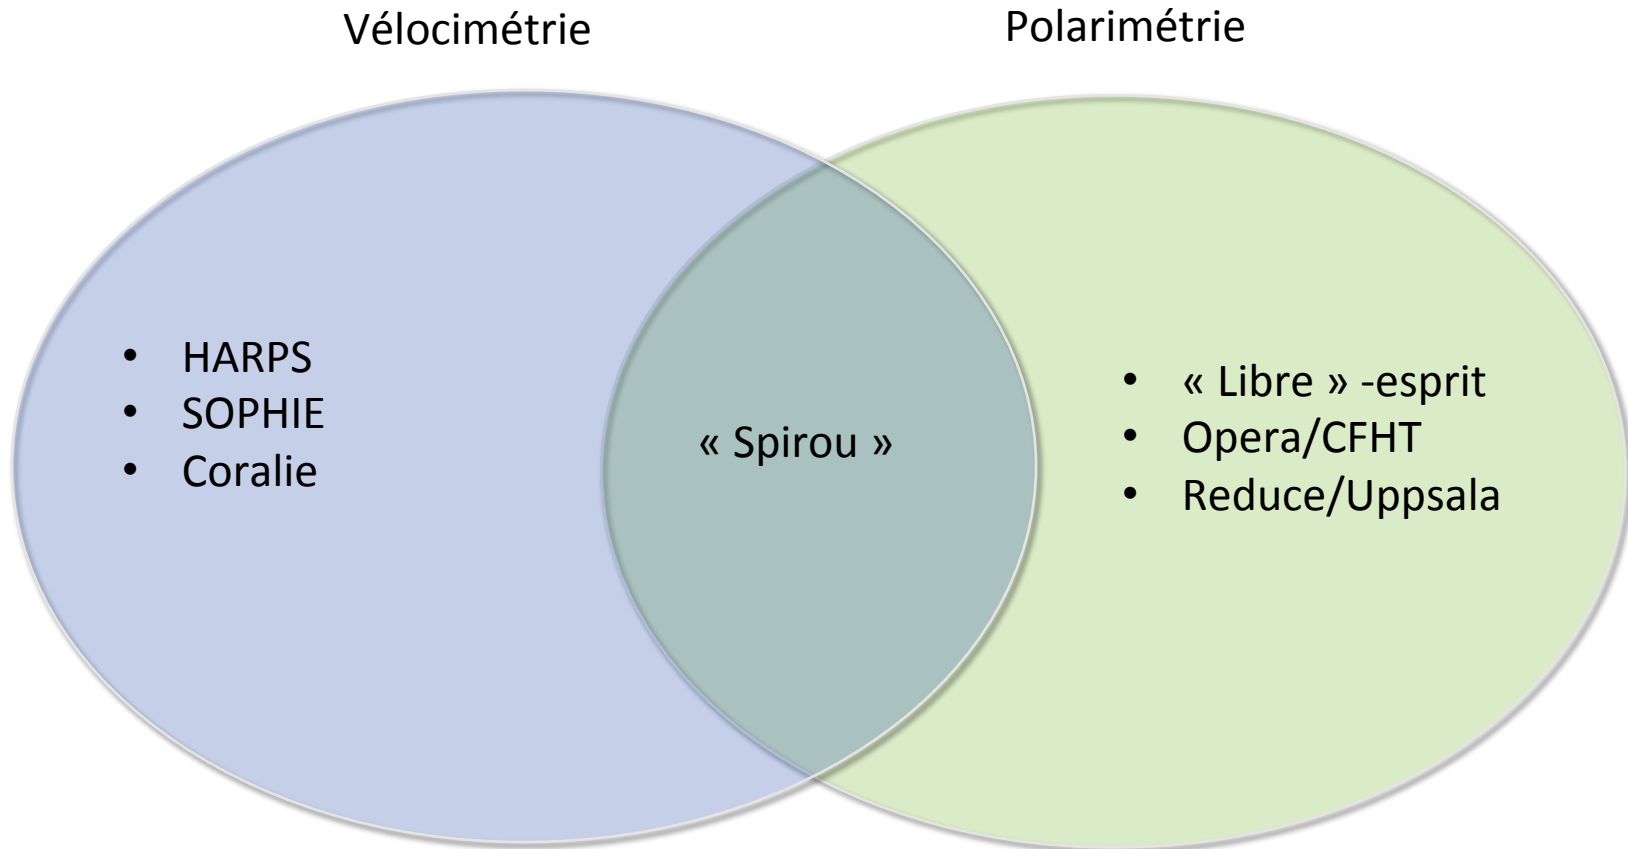 Vélocimétrie
Polarimétrie
• HARPS
• SOPHIE
• Coralie
« Spirou »
• « Libre » -esprit
• Opera/CFHT
• Reduce/Uppsala